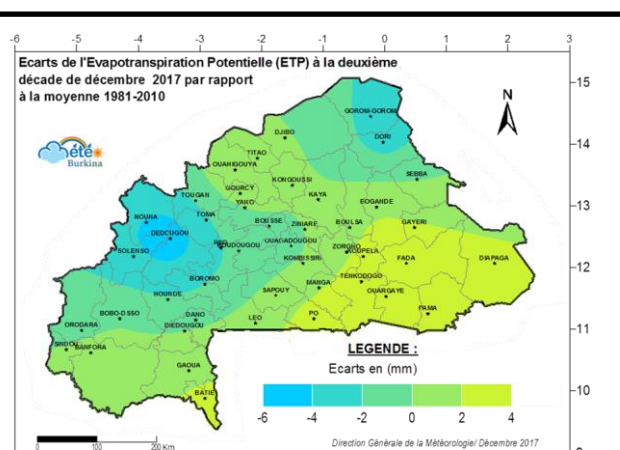 -6 -5 -4 -3 -2 -1 0 1 2 3
Ecarts de l'Evapotranspiration Potentielle (ETP) à la deuxième
décade de décembre 2017 par rapport
à la moyenne 1981-2010
15
N
GOROM-GOROM
DJIBO
DORI
14
été
Burkina
TITAO
OUAHIGOUYA
KONGOUSSI
SEBBA
GOURCY
KAYA
TOUGAN
YAKO
BOGANDE
13
NOUNA
TOMA
BOUSSE
ZINIARE
BOULSA
GAYERI
DEDOUGOU
KOUDOUGOU
OUAGADOUGOU
ZORGHO
KOUPELA
SOLENSO
KOMBISSIRI
FADA
DIAPAGA
12
BOROMO
TENKODOGO
HOUNDE
SAPOUY
MANGA
OUARGAYE
BOBO-DSSO
DANO
LEO
PO
PAMA
ORODARA
DIEDOUGOU
11
SINDOU
BANFORA
LEGENDE :
GAOUA
Ecarts en (mm)
BATIE
10
-6 -4 -2 0 2 4
0 100 200 Km
Direction Générale de la Météorologie/ Décembre 2017